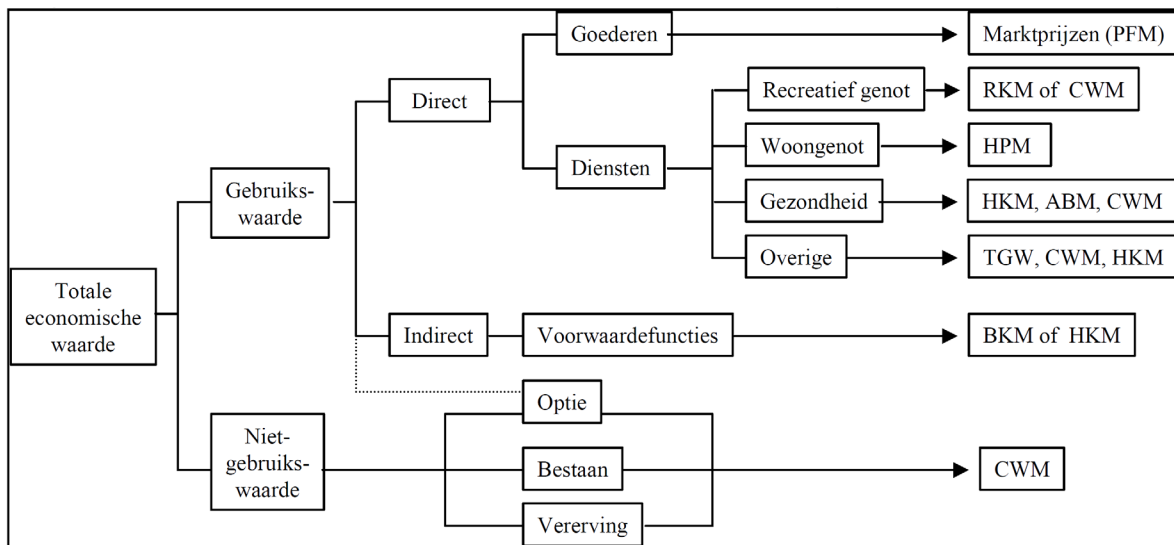 Goederen
Marktprijzen (PFM)
Direct
Recreatief genot
RKM of CWM
Woongenot
HPM
Diensten
Gebruiks-
waarde
Gezondheid
HKM, ABM, CWM
Overige
TGW, CWM, HKM
Totale
economische
waarde
Indirect
Voorwaardefuncties
BKM of HKM
Optie
Niet-
gebruiks-
waarde
Bestaan
CWM
Vererving